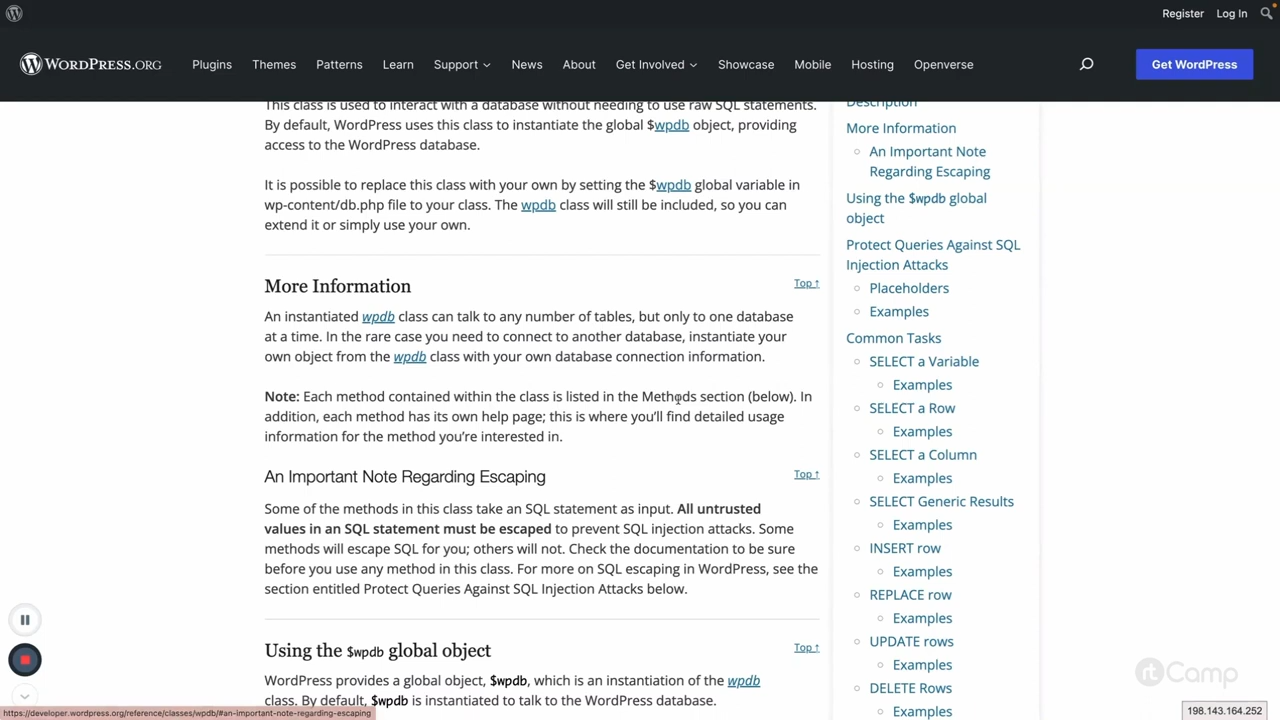 Register
Log In
WORDPRESS.ORG
Plugins
Themes
Patterns
Learn
Support
News
About
Get Involved
Showcase
Mobile
Hosting
Openverse
Get WordPress
This class is used to interact with a database without needing to use raw SQL statements.
By default, WordPress uses this class to instantiate the global $wpdb object, providing
access to the WordPress database.
It is possible to replace this class with your own by setting the $wpdb global variable in
wp-content/db.php file to your class. The wpdb class will still be included, so you can
extend it or simply use your own.
More Information
Top ↑
An instantiated wpdb class can talk to any number of tables, but only to one database
at a time. In the rare case you need to connect to another database, instantiate your
own object from the wpdb class with your own database connection information.
Note: Each method contained within the class is listed in the Methods section (below). In
addition, each method has its own help page; this is where you'll find detailed usage
information for the method you're interested in.
An Important Note Regarding Escaping
Top ↑
Some of the methods in this class take an SQL statement as input. All untrusted
values in an SQL statement must be escaped to prevent SQL injection attacks. Some
methods will escape SQL for you; others will not. Check the documentation to be sure
before you use any method in this class. For more on SQL escaping in WordPress, see the
section entitled Protect Queries Against SQL Injection Attacks below.
Using the $wpdb global object
Top ↑
WordPress provides a global object, $wpdb, which is an instantiation of the wpdb
class. By default, $wpdb is instantiated to talk to the WordPress database.
Description
More Information
An Important Note
Regarding Escaping
Using the $wpdb global
object
Protect Queries Against SQL
Injection Attacks
Placeholders
Examples
Common Tasks
SELECT a Variable
Examples
SELECT a Row
Examples
SELECT a Column
Examples
SELECT Generic Results
Examples
INSERT row
Examples
REPLACE row
Examples
UPDATE rows
Examples
DELETE Rows
Examples
rtCamp
https://developer.wordpress.org/reference/classes/wpdb/#an-important-note-regarding-escaping
198.143.164.252